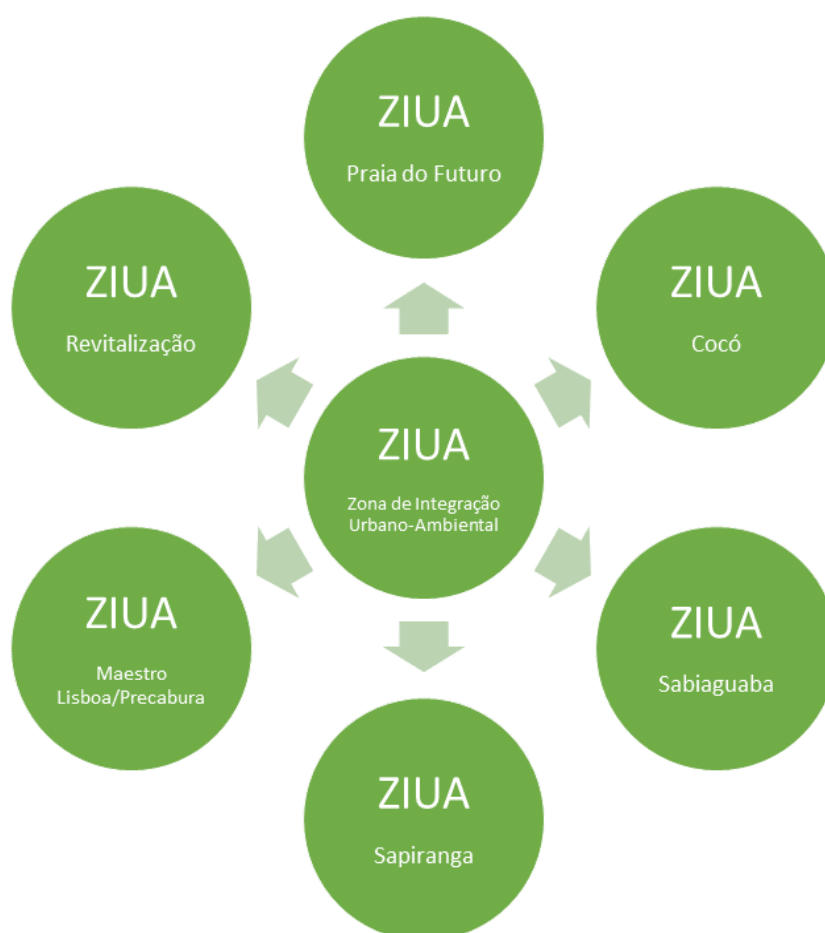 ZIUA
Praia do Futuro
ZIUA
Revitalização
ZIUA
Cocó
ZIUA
Zona de Integração
Urbano-Ambiental
ZIUA
Maestro
Lisboa/Precabura
ZIUA
Sabiaguaba
ZIUA
Sapiranga